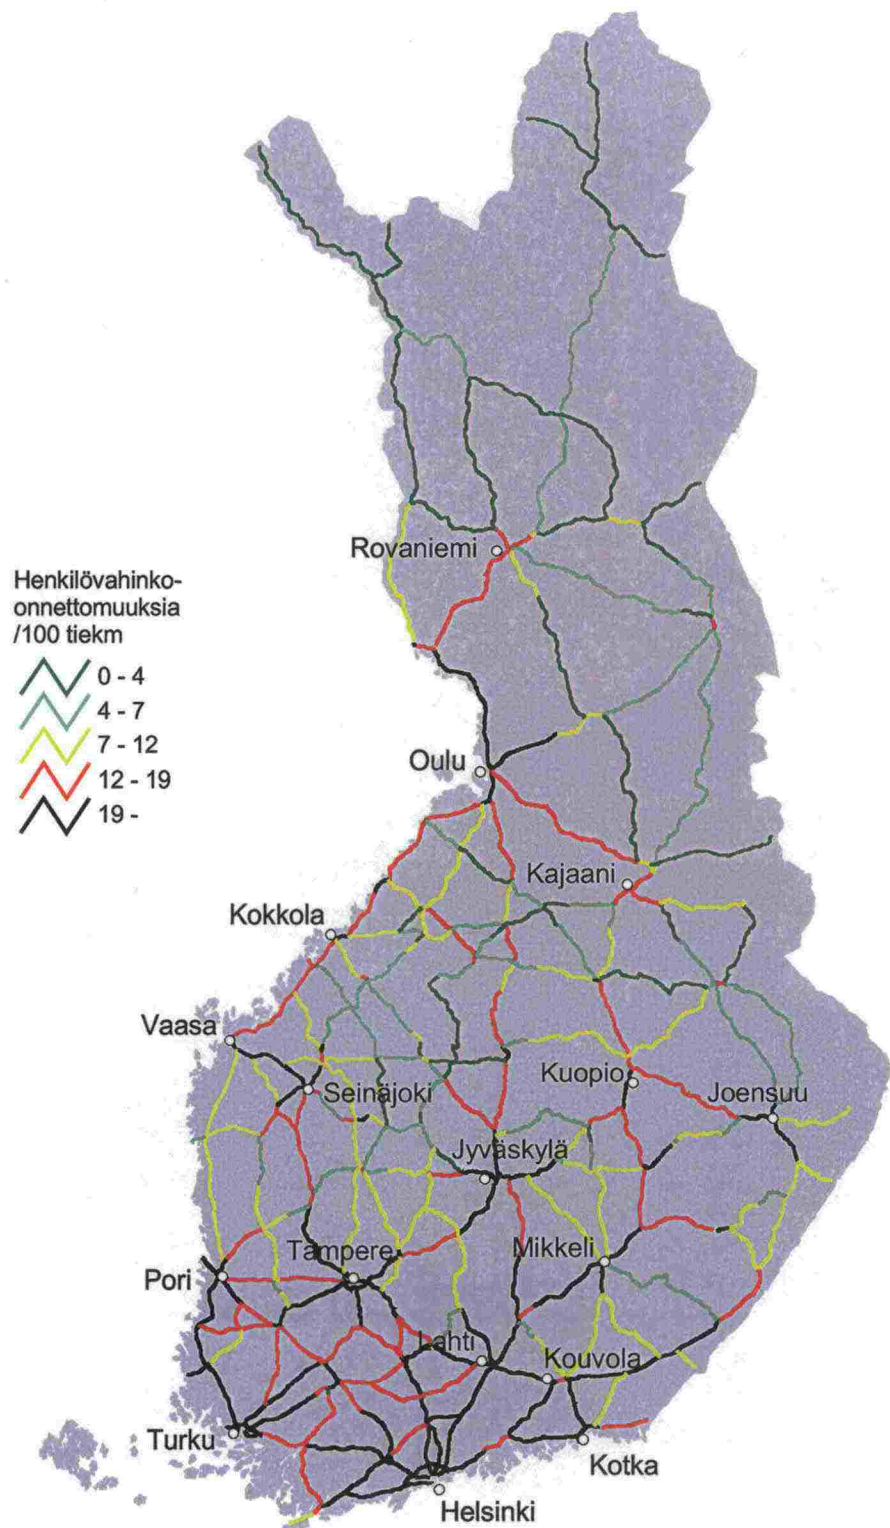 Rovaniemi
Henkilövahinko-
onnettomuuksia
/100 tiekm
0 - 4
4 - 7
7 - 12
12 - 19
19 -
Oulu
Kajaani
Kokkola
Vaasa
Kuopio
Joensuu
Seinäjoki
Jyväskylä
Tampere
Mikkeli
Pori
Lahti
Kouvola
Turku
Kotka
Helsinki